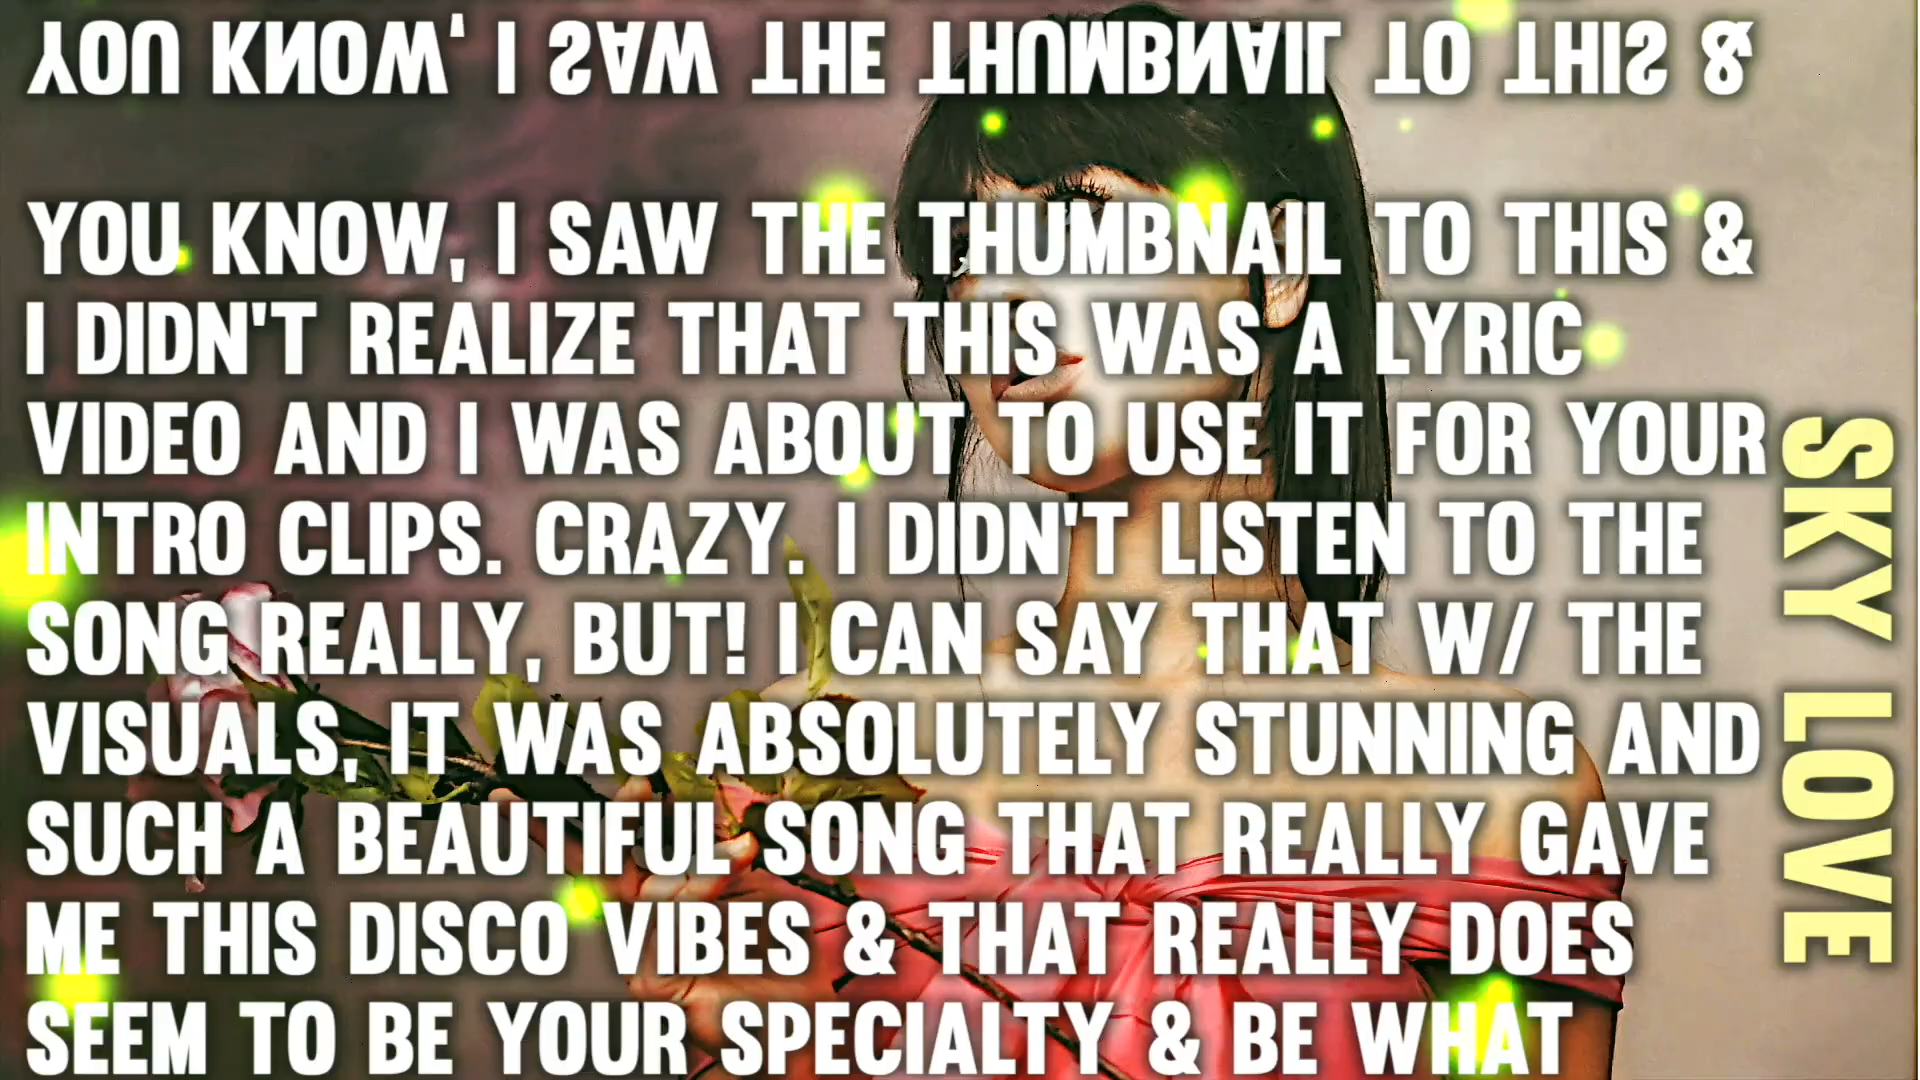 YOU KNOW, I SAW THE THUMBNAIL TO THIS &
YOU KNOW, I SAW THE THUMBNAIL TO THIS &
I DIDN'T REALIZE THAT THIS WAS A LYRIC
VIDEO AND I WAS ABOUT TO USE IT FOR YOUR
INTRO CLIPS. CRAZY. I DIDN'T LISTEN TO THE
SONG REALLY, BUT! I CAN SAY THAT W/ THE
VISUALS, IT WAS ABSOLUTELY STUNNING AND
SUCH A BEAUTIFUL SONG THAT REALLY GAVE
ME THIS DISCO VIBES & THAT REALLY DOES
SEEM TO BE YOUR SPECIALTY & BE WHAT
SKY LOVE